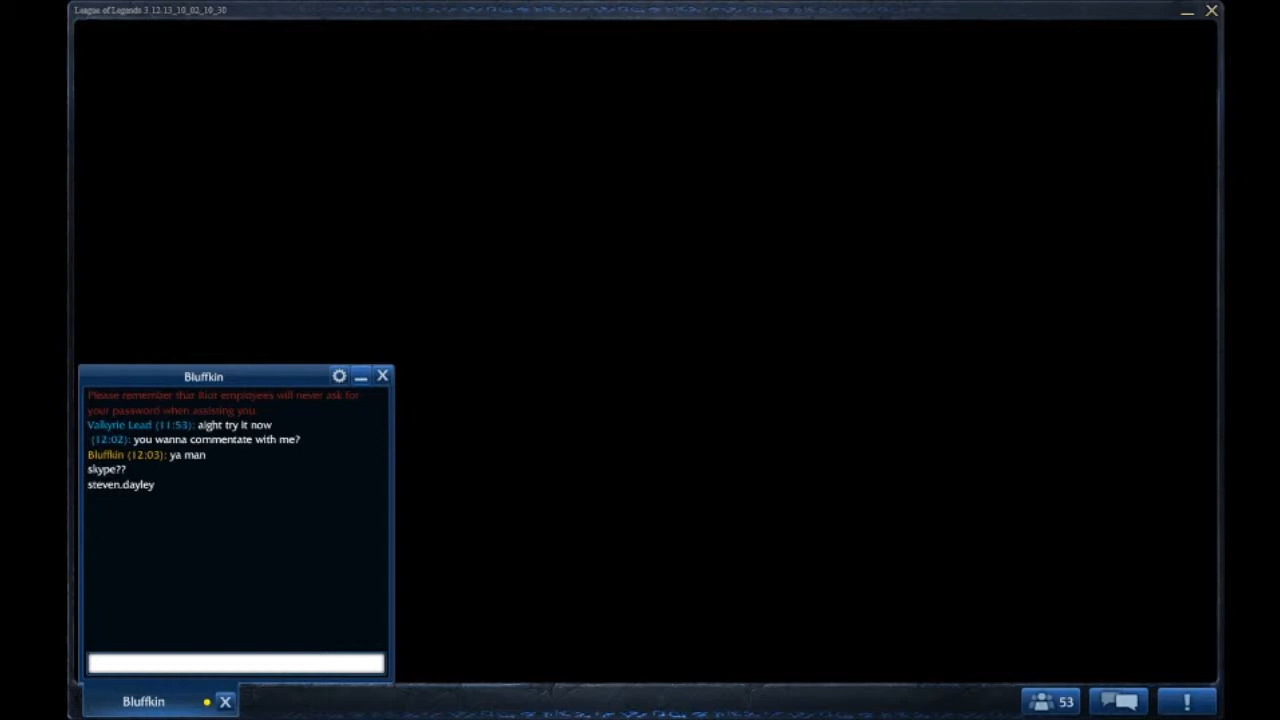 League of Legends 3.12.13_10_02_10_30
Bluffkin
Please remember that Riot employees will never ask for
your password when assisting you.
Valkyrie Lead (11:53): aight try it now
(12:02): you wanna commentate with me?
Bluffkin (12:03): ya man
skype??
steven.dayley
Bluffkin
53